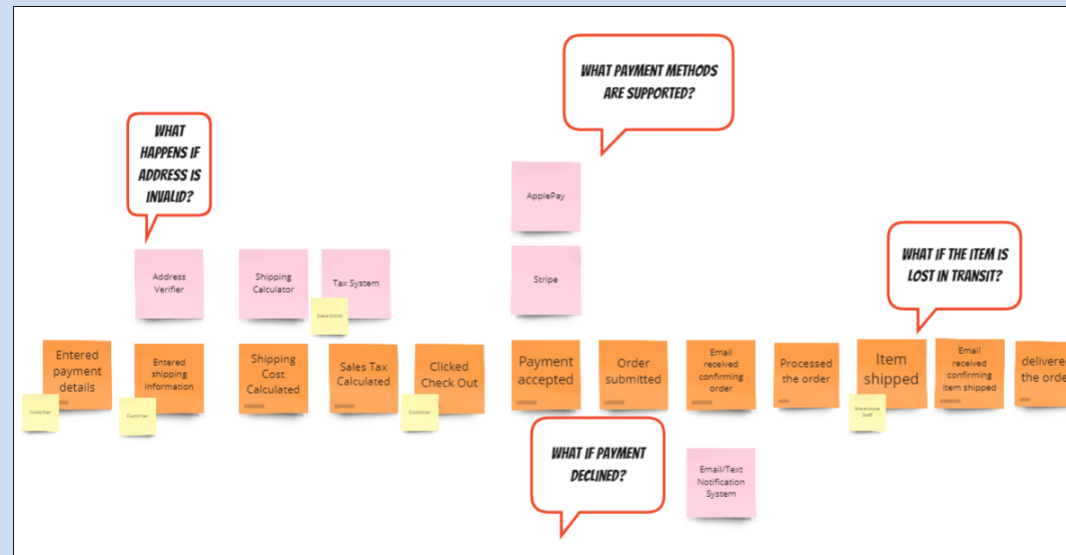 WHAT PAYMENT METHODS
ARE SUPPORTED?
WHAT
HAPPENS IF
ADDRESS IS
INVALID?
ApplePay
WHAT IF THE ITEM IS
LOST IN TRANSIT?
Address
Verifier
Shipping
Calculator
Tax System
Stripe
Entered
payment
details
Customer
Entered
shipping
information
Customer
Shipping
Cost
Calculated
Sales Tax
Calculated
Clicked
Check Out
Customer
Payment
accepted
Order
submitted
Email
received
confirming
order
Processed
the order
Item
shipped
Warehouse
Staff
Email
received
confirming
item shipped
delivere
the orde
WHAT IF PAYMENT
DECLINED?
Email/Text
Notification
System